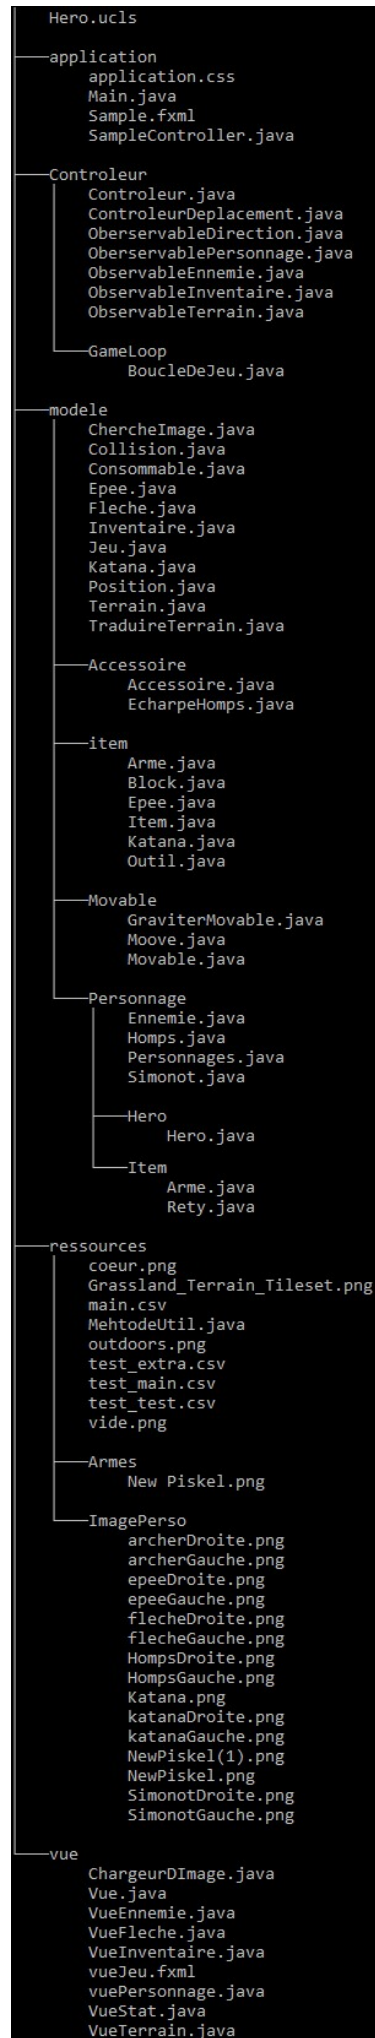 Hero.ucls
application
application.css
Main.java
Sample.fxml
SampleController.java
Controleur
Controleur.java
ControleurDeplacement.java
OberservableDirection.java
OberservablePersonnage.java
ObservableEnnemie.java
ObservableInventaire.java
ObservableTerrain.java
GameLoop
BoucleDeJeu.java
modele
ChercheImage.java
Collision.java
Consommable.java
Epee.java
Fleche.java
Inventaire.java
Jeu.java
Katana.java
Position.java
Terrain.java
TraduireTerrain.java
Accessoire
Accessoire.java
EcharpeHomps.java
item
Arme.java
Block.java
Epee.java
Item.java
Katana.java
Outil.java
Movable
GraviterMovable.java
Moove.java
Movable.java
Personnage
Ennemie.java
Homps.java
Personnages.java
Simonot.java
Hero
Hero.java
Item
Arme.java
Rety.java
ressources
coeur.png
Grassland_Terrain_Tileset.png
main.csv
MehtodeUtil.java
outdoors.png
test_extra.csv
test_main.csv
test_test.csv
vide.png
Armes
New Piskel.png
ImagePerso
archerDroite.png
archerGauche.png
epeeDroite.png
epeeGauche.png
flecheDroite.png
flecheGauche.png
HompsDroite.png
HompsGauche.png
Katana.png
katanaDroite.png
katanaGauche.png
NewPiskel(1).png
NewPiskel.png
SimonotDroite.png
SimonotGauche.png
vue
ChargeurDImage.java
Vue.java
VueEnnemie.java
VueFleche.java
VueInventaire.java
vueJeu.fxml
vuePersonnage.java
VueStat.java
VueTerrain.java